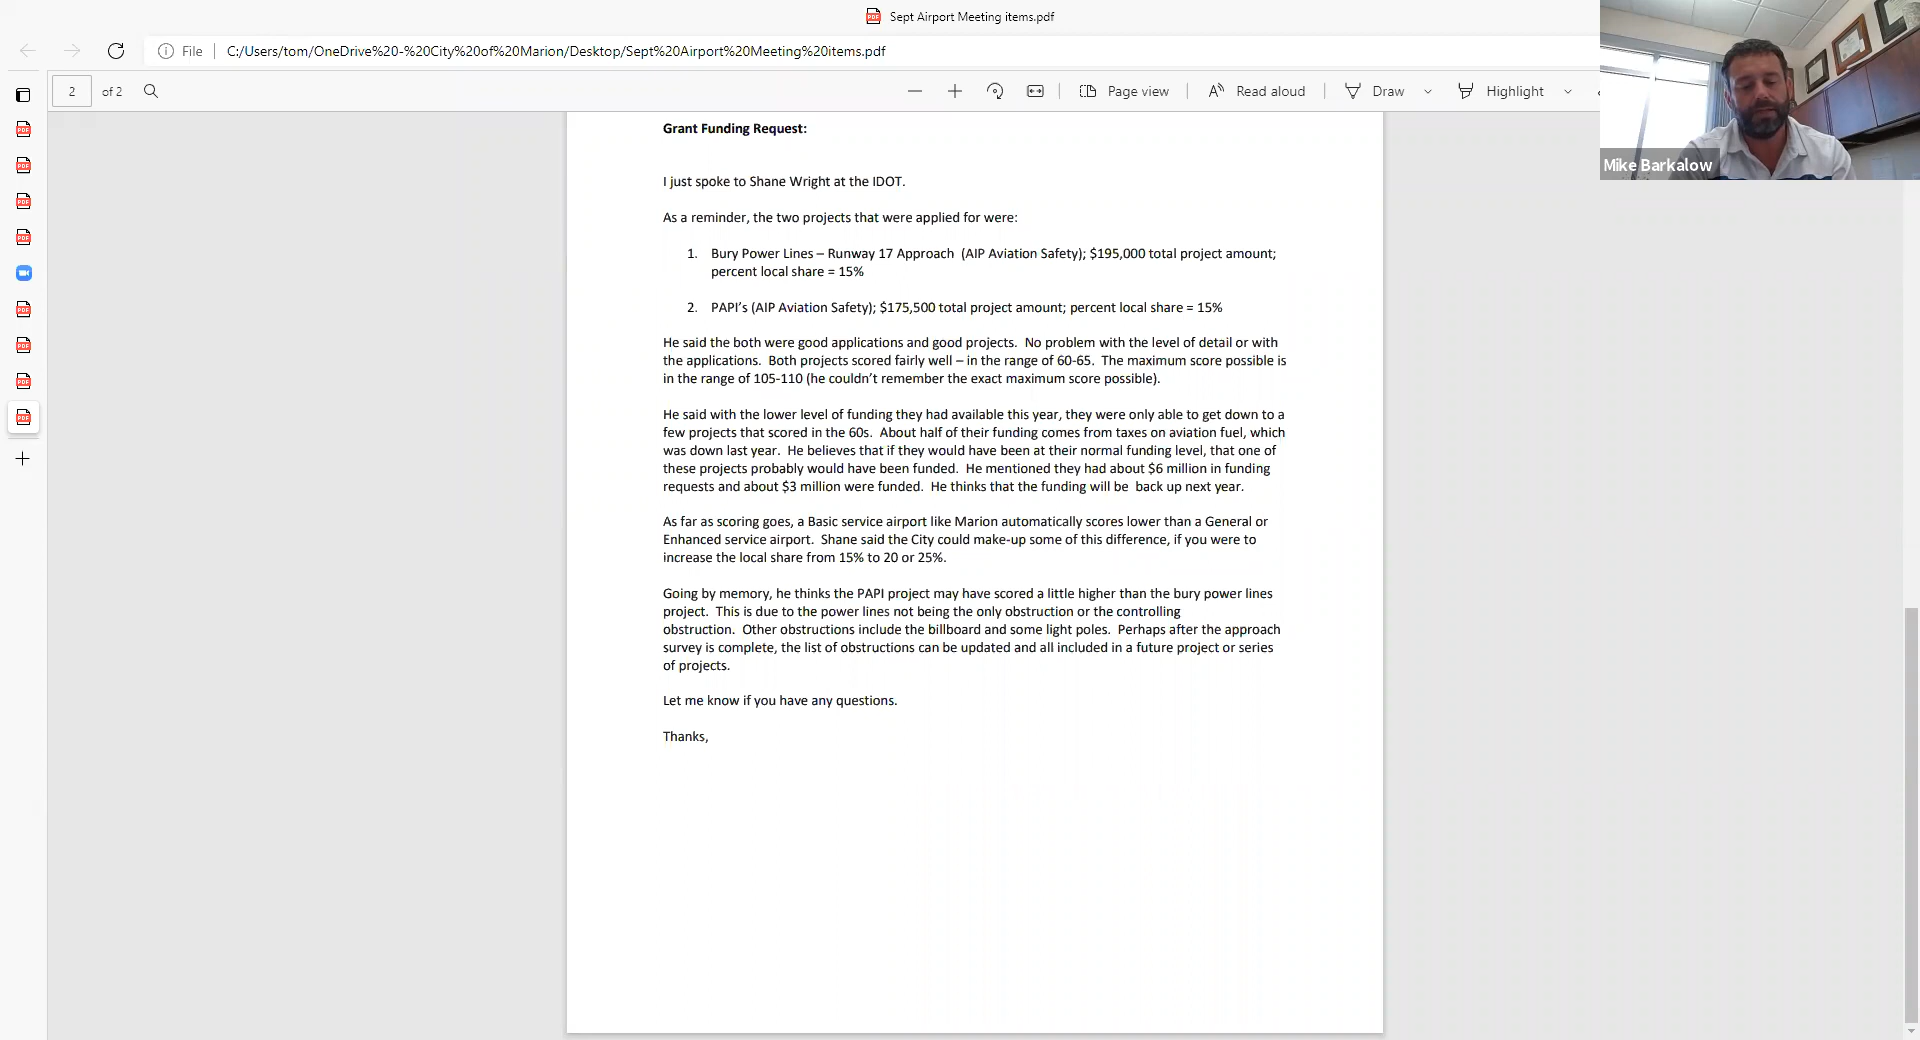 Sept Airport Meeting items.pdf
File
C:/Users/tom/OneDrive%20-%20City%20of%20Marion/Desktop/Sept%20Airport%20Meeting%20items.pdf
2 of 2
Page view
Read aloud
Draw
Highlight
Mike Barkalow
Grant Funding Request:
I just spoke to Shane Wright at the IDOT.
As a reminder, the two projects that were applied for were:
1. Bury Power Lines – Runway 17 Approach (AIP Aviation Safety); $195,000 total project amount;
percent local share = 15%
2. PAPI's (AIP Aviation Safety); $175,500 total project amount; percent local share = 15%
He said the both were good applications and good projects. No problem with the level of detail or with
the applications. Both projects scored fairly well – in the range of 60-65. The maximum score possible is
in the range of 105-110 (he couldn't remember the exact maximum score possible).
He said with the lower level of funding they had available this year, they were only able to get down to a
few projects that scored in the 60s. About half of their funding comes from taxes on aviation fuel, which
was down last year. He believes that if they would have been at their normal funding level, that one of
these projects probably would have been funded. He mentioned they had about $6 million in funding
requests and about $3 million were funded. He thinks that the funding will be back up next year.
As far as scoring goes, a Basic service airport like Marion automatically scores lower than a General or
Enhanced service airport. Shane said the City could make-up some of this difference, if you were to
increase the local share from 15% to 20 or 25%.
Going by memory, he thinks the PAPI project may have scored a little higher than the bury power lines
project. This is due to the power lines not being the only obstruction or the controlling
obstruction. Other obstructions include the billboard and some light poles. Perhaps after the approach
survey is complete, the list of obstructions can be updated and all included in a future project or series
of projects.
Let me know if you have any questions.
Thanks,